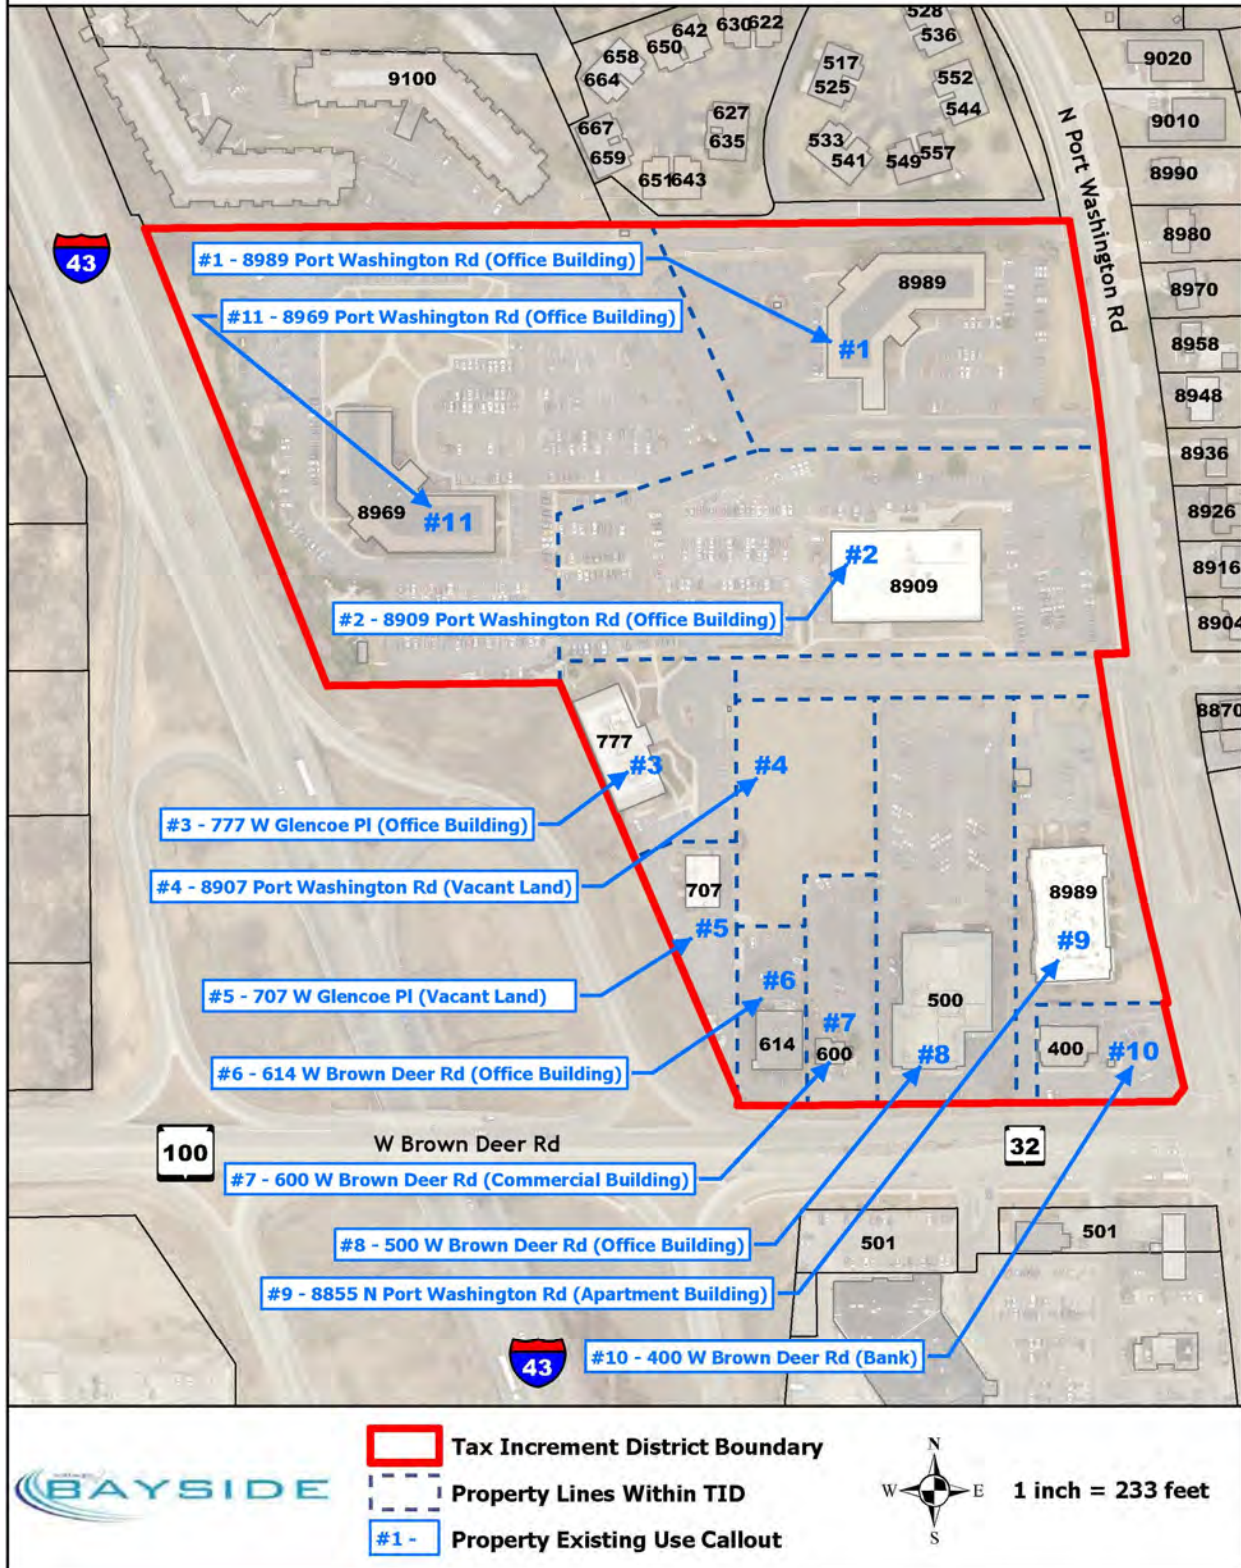 528
630 622
642
536
650
658
517
9020
9100
552
664
525
544
627
9010
667
533
635
N Port Washington Rd
659
541
549 557
8990
651 643
8980
43
#1 - 8989 Port Washington Rd (Office Building)
8989
8970
#11 - 8969 Port Washington Rd (Office Building)
#1
8958
8948
8936
8969
#11
8926
#2
8916
8909
#2 - 8909 Port Washington Rd (Office Building)
8904
8870
777
#3
#4
#3 - 777 W Glencoe Pl (Office Building)
#4 - 8907 Port Washington Rd (Vacant Land)
707
8989
#5
#9
#6
#5 - 707 W Glencoe Pl (Vacant Land)
500
#7
614
600
#8
400
#10
#6 - 614 W Brown Deer Rd (Office Building)
100
W Brown Deer Rd
32
#7 - 600 W Brown Deer Rd (Commercial Building)
501
501
#8 - 500 W Brown Deer Rd (Office Building)
#9 - 8855 N Port Washington Rd (Apartment Building)
43
#10 - 400 W Brown Deer Rd (Bank)
Tax Increment District Boundary
N
BAYSIDE
Property Lines Within TID
W E
1 inch = 233 feet
S
#1 -
Property Existing Use Callout